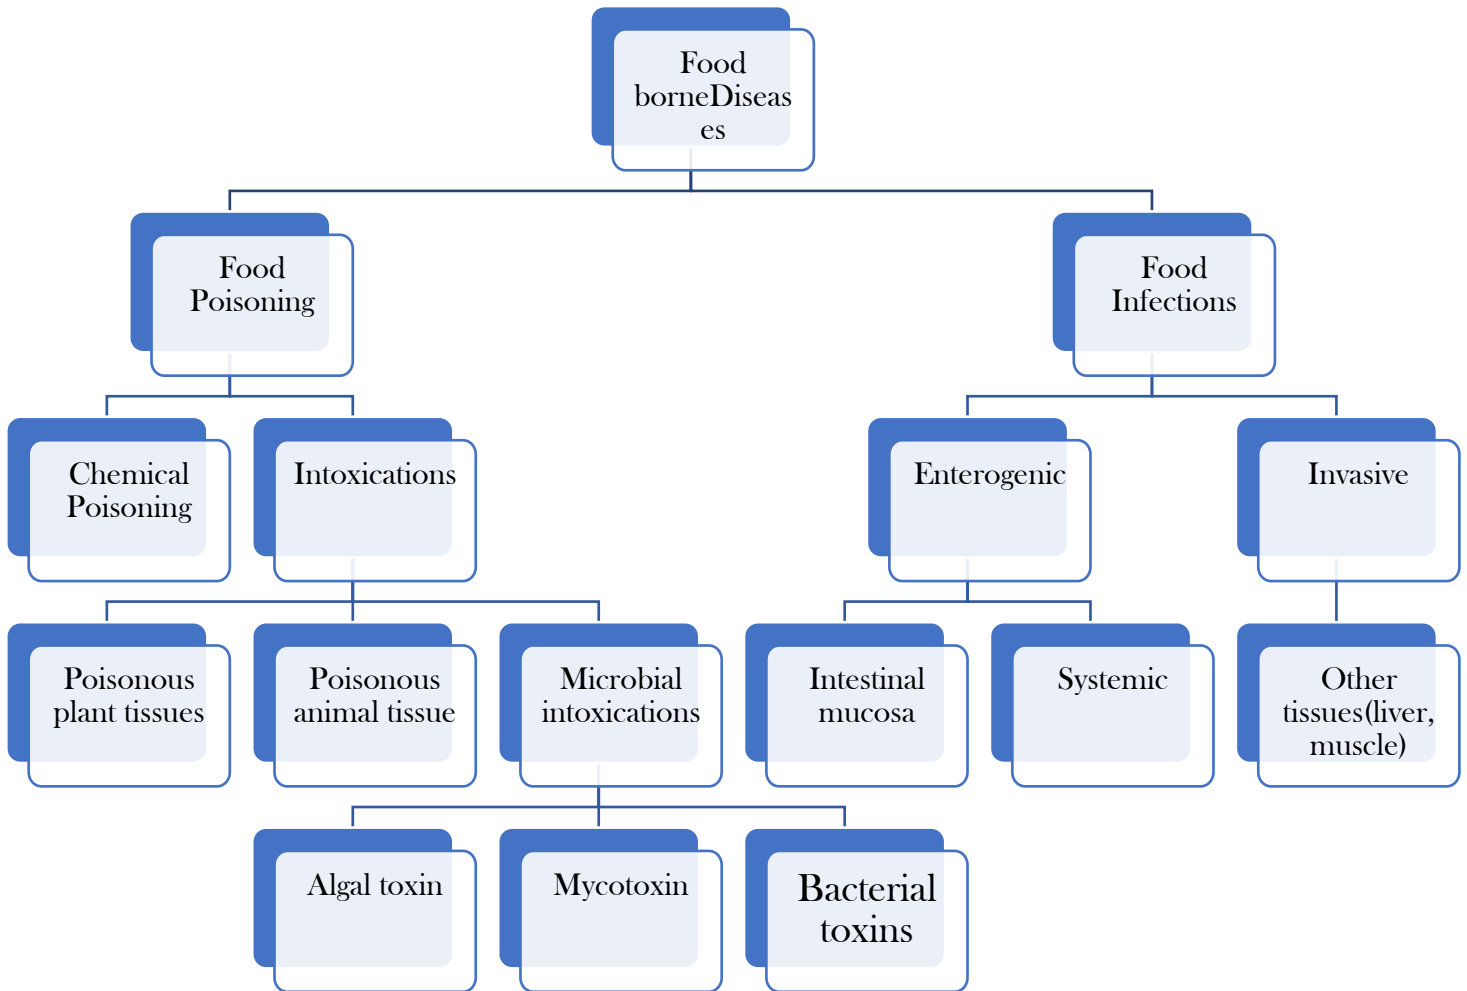 Food
borneDiseas
es
Food
Poisoning
Food
Infections
Chemical
Poisoning
Intoxications
Enterogenic
Invasive
Poisonous
plant tissues
Poisonous
animal tissue
Microbial
intoxications
Intestinal
mucosa
Systemic
Other
tissues(liver,
muscle)
Algal toxin
Mycotoxin
Bacterial
toxins